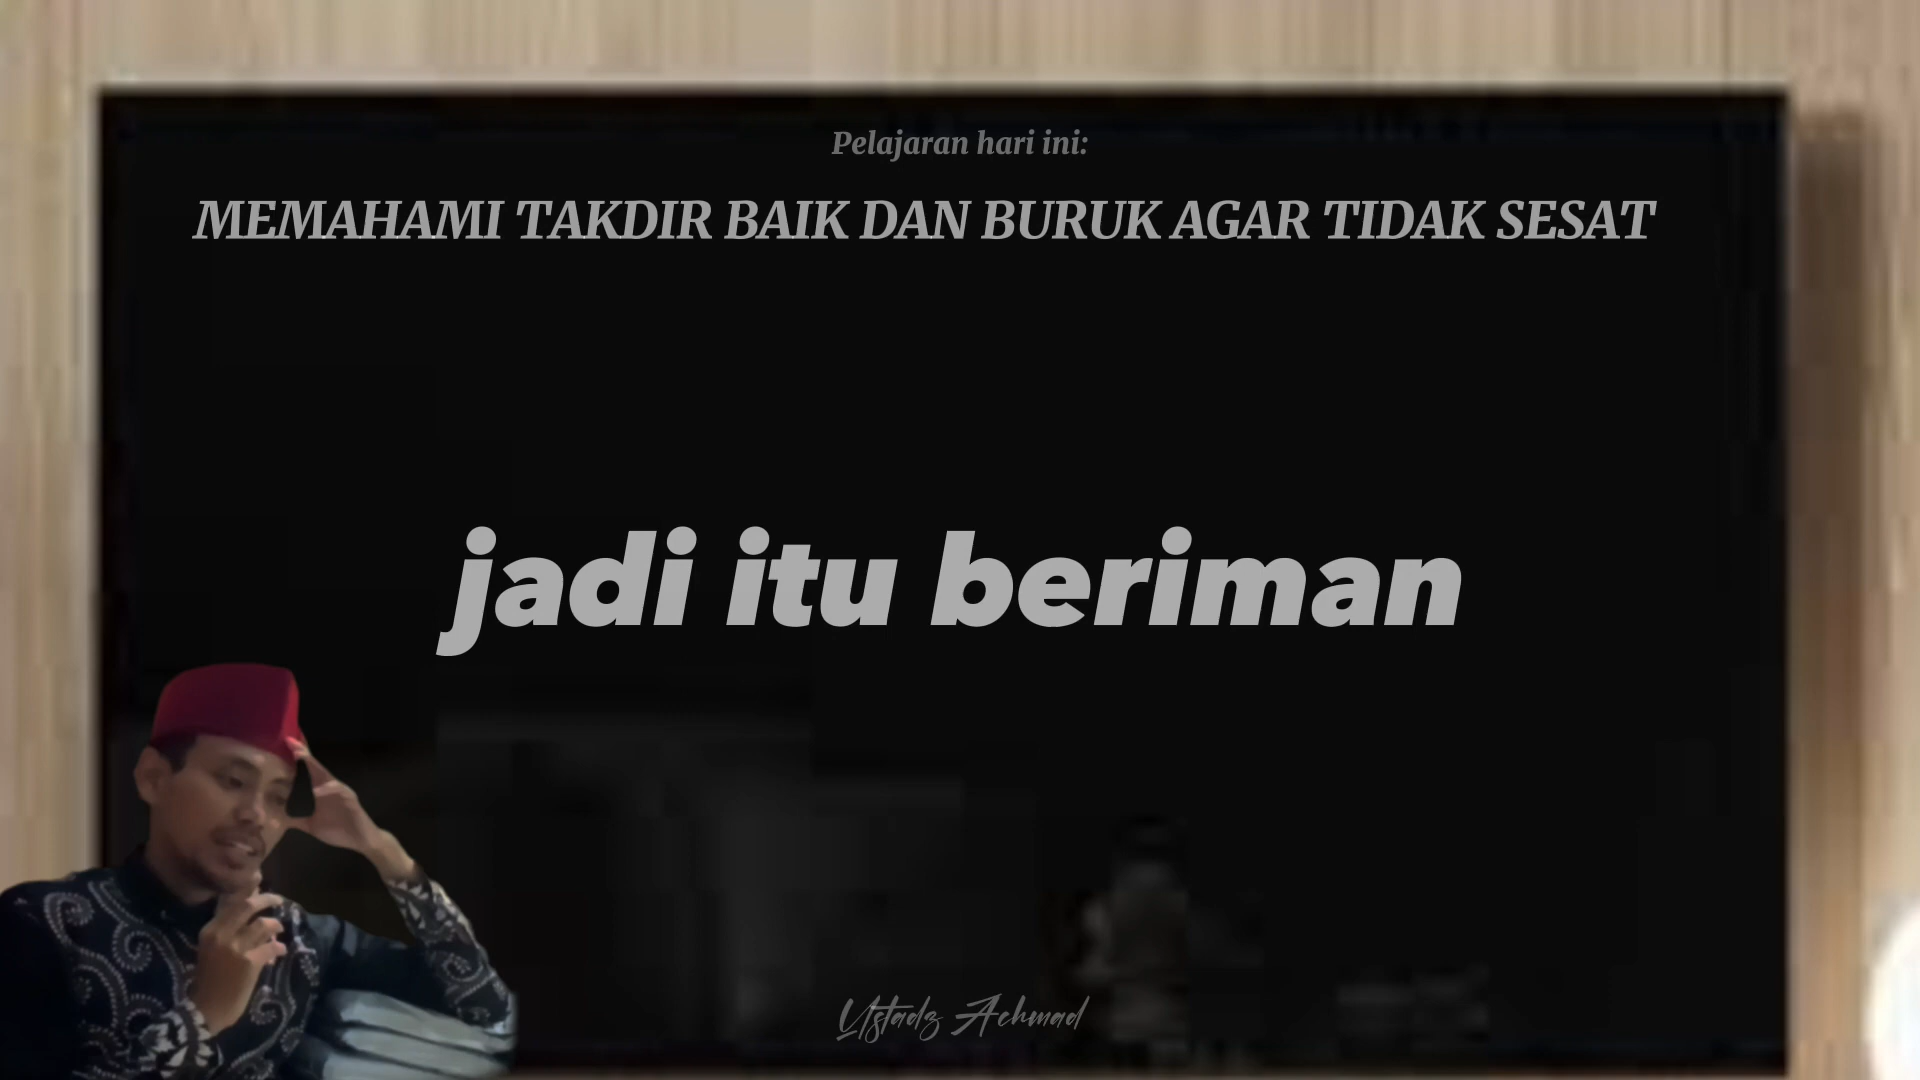 Pelajaran hari ini:
MEMAHAMI TAKDIR BAIK DAN BURUK AGAR TIDAK SESAT
jadi itu beriman
Ustadz Achmad